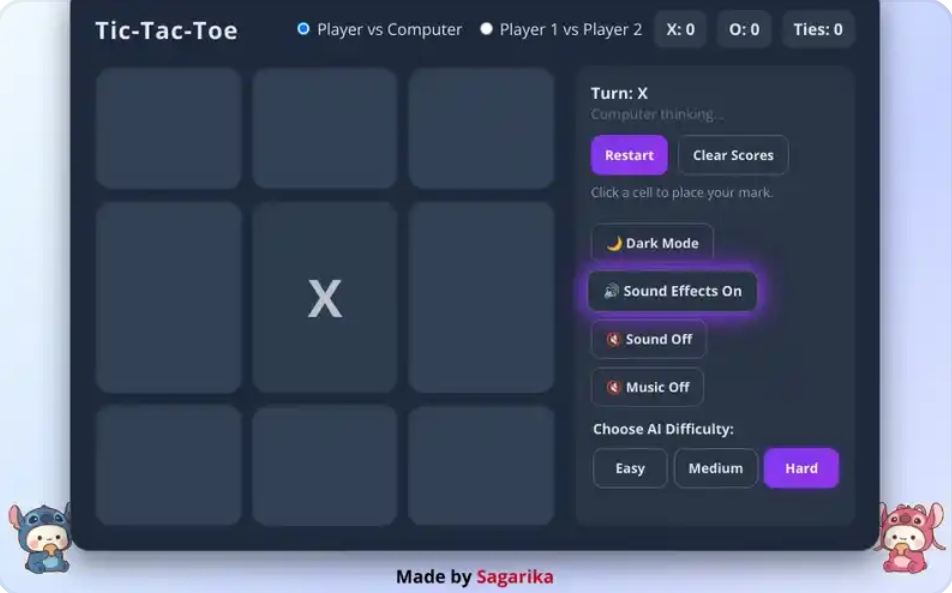 Tic-Tac-Toe
Player vs Computer
Player 1 vs Player 2
X: 0
O: 0
Ties: 0
Turn: X
Computer thinking...
Restart
Clear Scores
Click a cell to place your mark.
🌙 Dark Mode
🔊 Sound Effects On
X
🔇 Sound Off
🔇 Music Off
Choose AI Difficulty:
Easy
Medium
Hard
Made by Sagarika